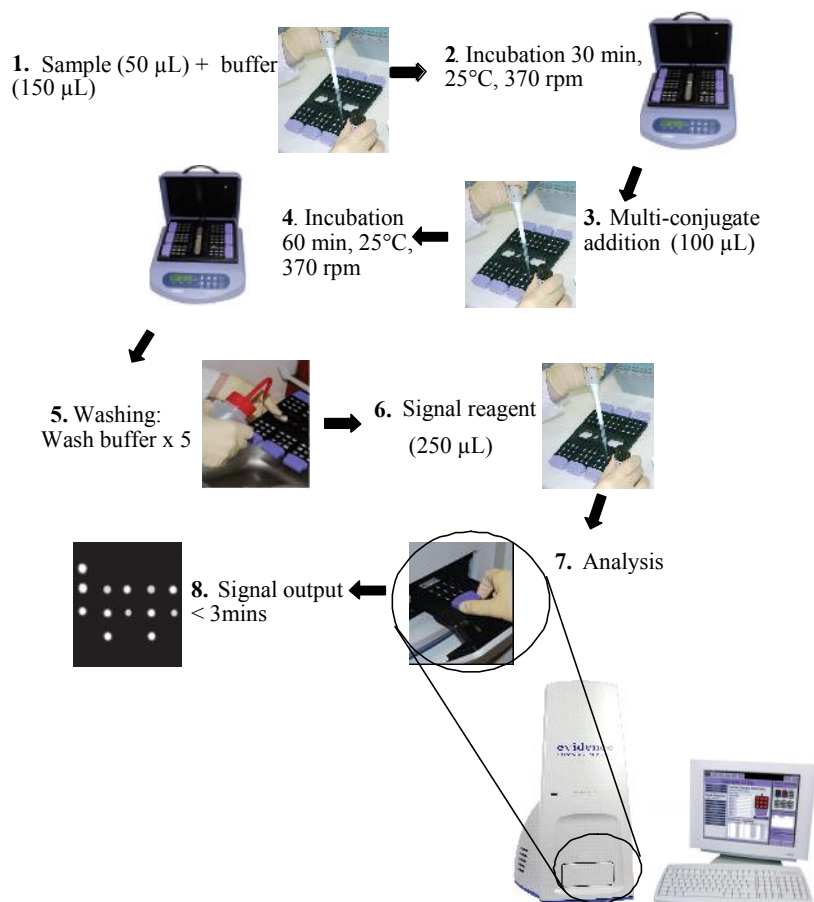 1. Sample (50 µL) + buffer
(150 µL)
2. Incubation 30 min,
25°C, 370 rpm
3. Multi-conjugate
addition (100 µL)
4. Incubation
60 min, 25°C,
370 rpm
5. Washing:
Wash buffer x 5
6. Signal reagent
(250 µL)
7. Analysis
8. Signal output
< 3mins
evidence